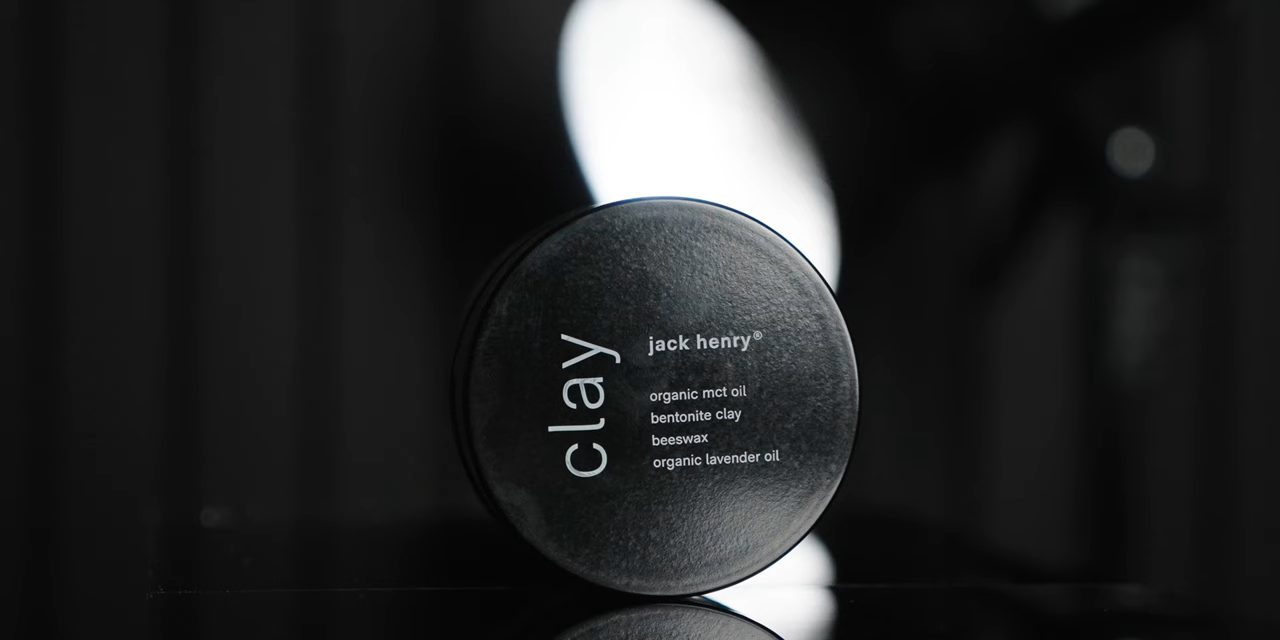 clay
jack henry®
organic mct oil
bentonite clay
beeswax
organic lavender oil